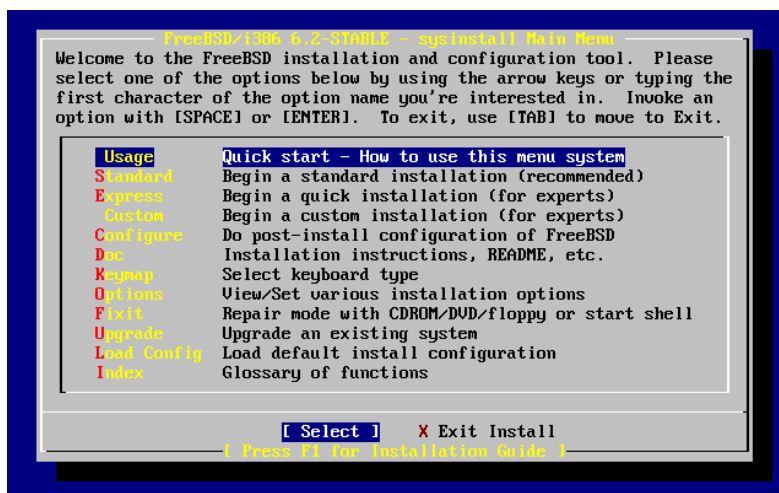 FreeBSD/i386 6.2-STABLE - sysinstall Main Menu
Welcome to the FreeBSD installation and configuration tool.  Please
select one of the options below by using the arrow keys or typing the
first character of the option name you're interested in.  Invoke an
option with [SPACE] or [ENTER].  To exit, use [TAB] to move to Exit.
Usage Quick start - How to use this menu system
Standard Begin a standard installation (recommended)
Express Begin a quick installation (for experts)
Custom Begin a custom installation (for experts)
Configure Do post-install configuration of FreeBSD
Doc Installation instructions, README, etc.
Keymap Select keyboard type
Options View/Set various installation options
Fixit Repair mode with CDROM/DVD/floppy or start shell
Upgrade Upgrade an existing system
Load Config Load default install configuration
Index Glossary of functions
[ Select ] X Exit Install
[ Press F1 for Installation Guide ]